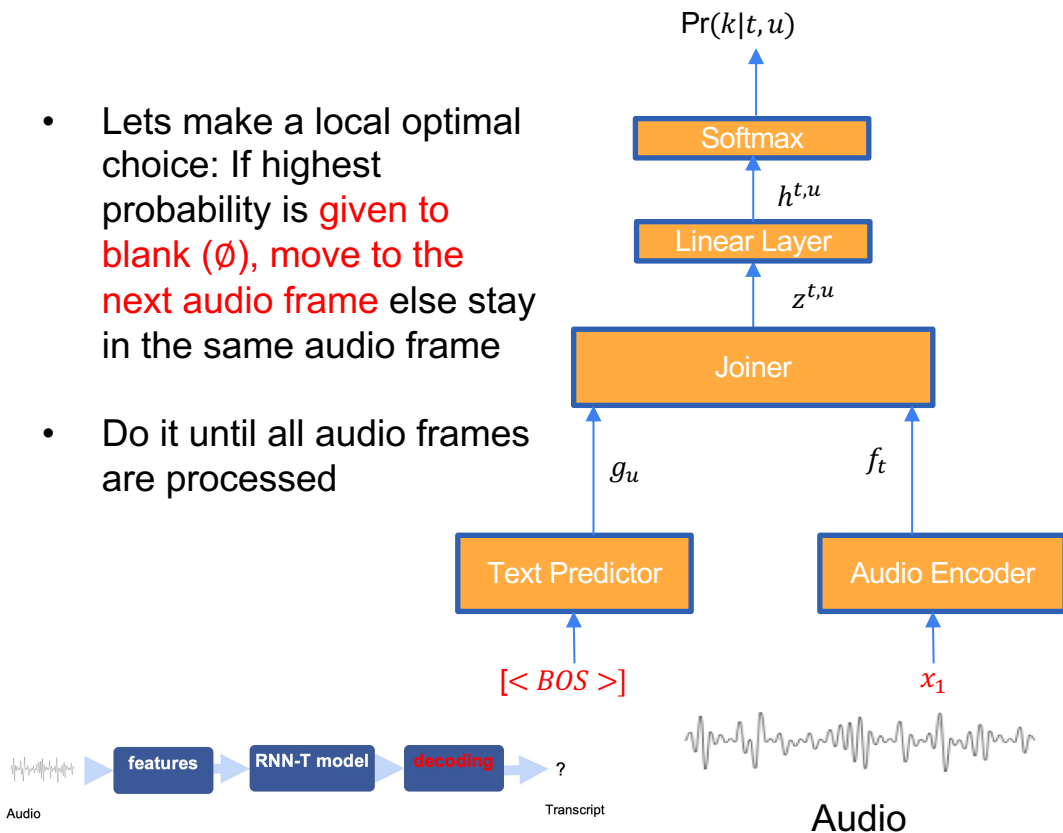 Pr(k|t, u)
• Lets make a local optimal
choice: If highest
probability is given to
blank (∅), move to the
next audio frame else stay
in the same audio frame
• Do it until all audio frames
are processed
Softmax
h^{t,u}
Linear Layer
z^{t,u}
Joiner
g_u
f_t
Text Predictor
Audio Encoder
[< BOS >]
x_1
features
RNN-T model
decoding
?
Audio
Transcript
Audio